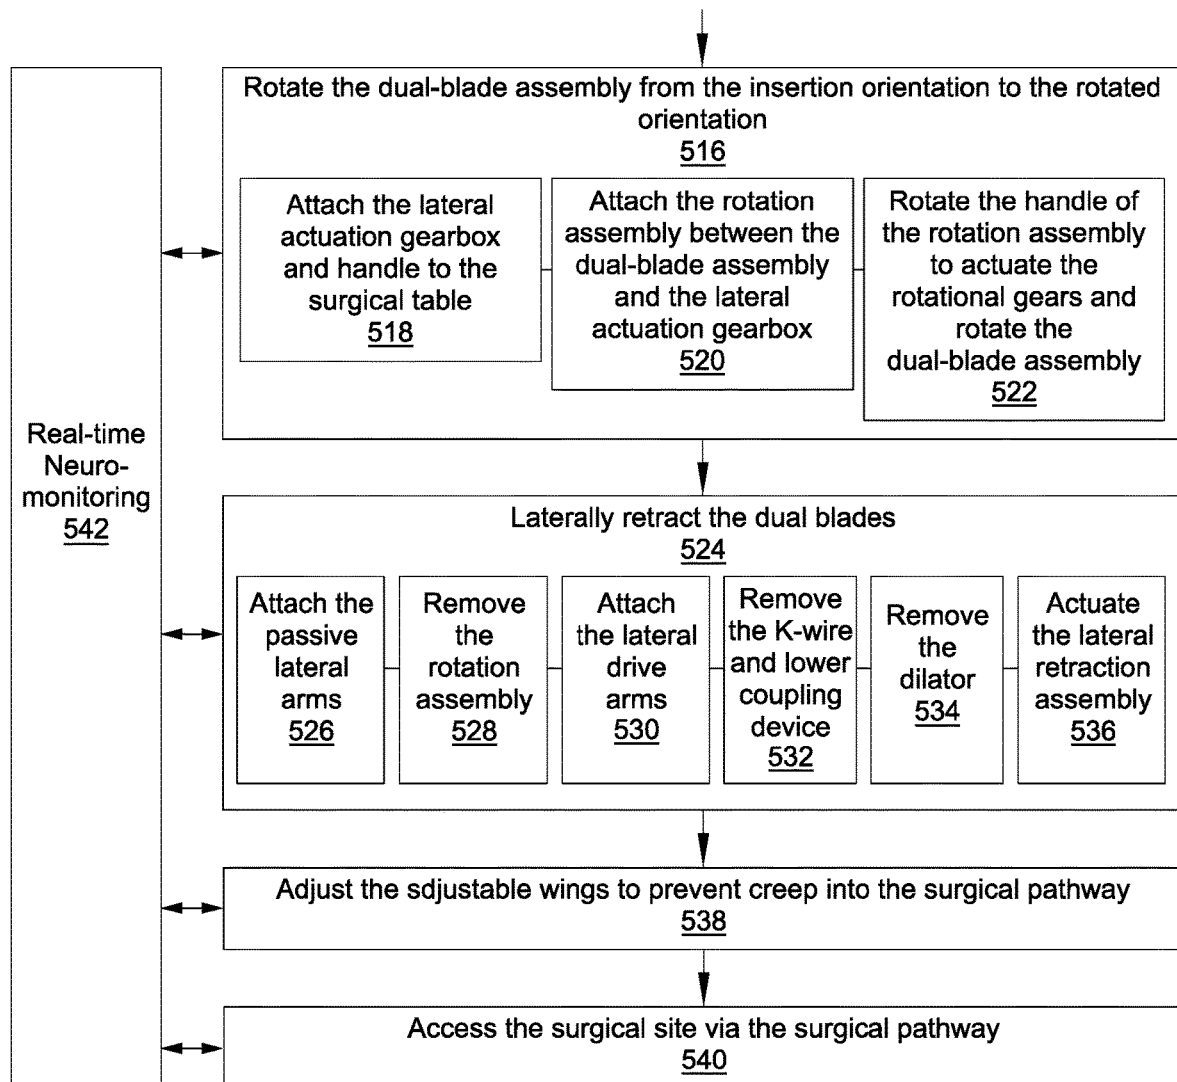 Rotate the dual-blade assembly from the insertion orientation to the rotated
orientation
516
Attach the lateral
actuation gearbox
and handle to the
surgical table
518
Attach the rotation
assembly between the
dual-blade assembly
and the lateral
actuation gearbox
520
Rotate the handle of
the rotation assembly
to actuate the
rotational gears and
rotate the
dual-blade assembly
522
Real-time
Neuro-
monitoring
542
Laterally retract the dual blades
524
Attach the
passive
lateral
arms
526
Remove
the
rotation
assembly
528
Attach
the lateral
drive
arms
530
Remove
the K-wire
and lower
coupling
device
532
Remove
the
dilator
534
Actuate
the lateral
retraction
assembly
536
Adjust the sdjustable wings to prevent creep into the surgical pathway
538
Access the surgical site via the surgical pathway
540